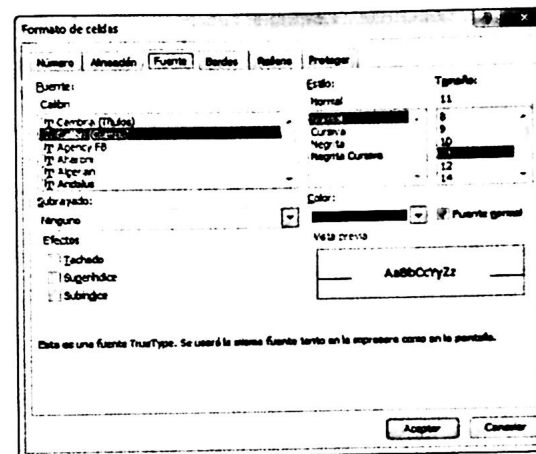 Formato de celdas
Número Alineación Fuente Bordes Relleno Proteger
Fuente: Estilo: Tamaño:
Calibri Normal 11
Cambria (Títulos) 8
Cursiva 9
Agency FB Negrita 10
Aharoni Negrita Cursiva
Algerian 12
Andalus 14
Subrayado: Color:
Ninguno Fuente normal
Efectos Vista previa
Tachado
Superíndice AaBbCcYyZz
Subíndice
Esta es una fuente TrueType. Se usará la misma fuente tanto en la impresora como en la pantalla.
Aceptar Cancelar